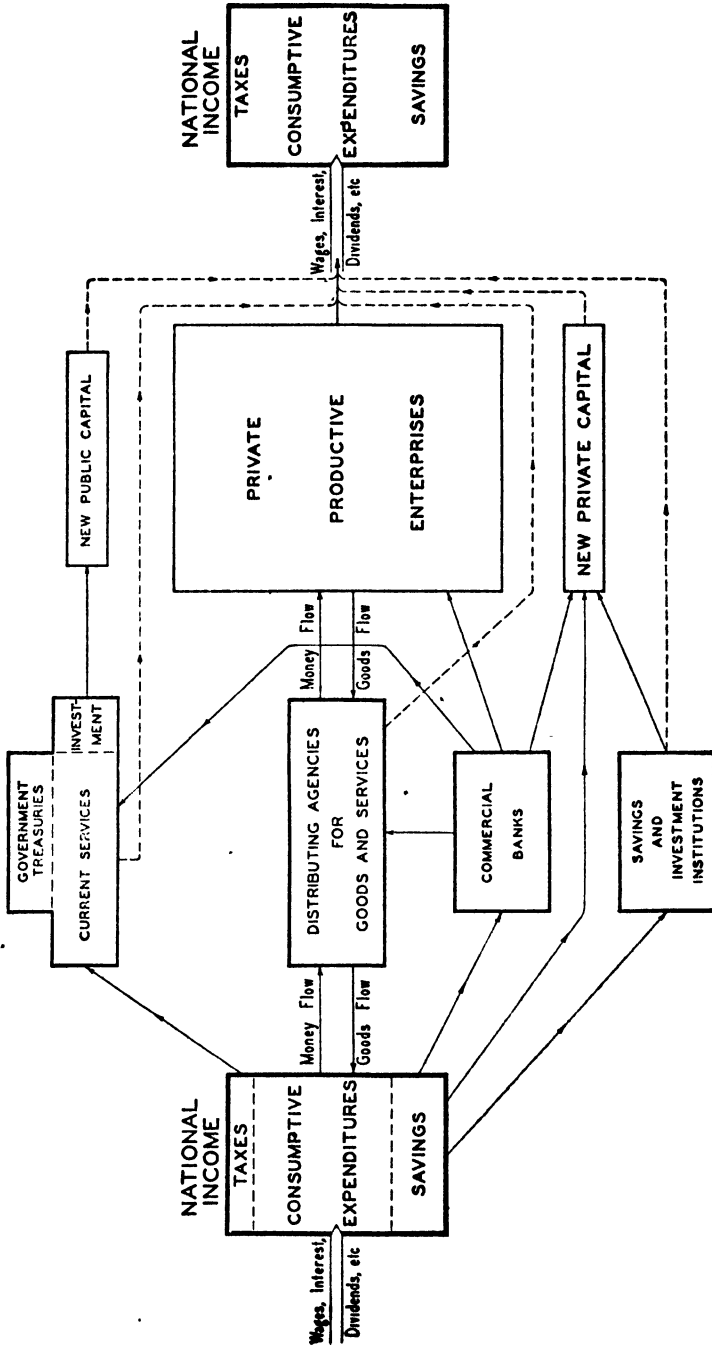 Wages, Interest,
Dividends, etc
NATIONAL
INCOME
TAXES
CONSUMPTIVE
EXPENDITURES
SAVINGS
Money Flow
Goods Flow
GOVERNMENT
TREASURIES
CURRENT SERVICES
INVEST-
MENT
DISTRIBUTING AGENCIES
FOR
GOODS AND SERVICES
COMMERCIAL
BANKS
SAVINGS
AND
INVESTMENT
INSTITUTIONS
Money Flow
Goods Flow
NEW PUBLIC CAPITAL
PRIVATE
PRODUCTIVE
ENTERPRISES
NEW PRIVATE CAPITAL
Wages, Interest,
Dividends, etc
NATIONAL
INCOME
TAXES
CONSUMPTIVE
EXPENDITURES
SAVINGS